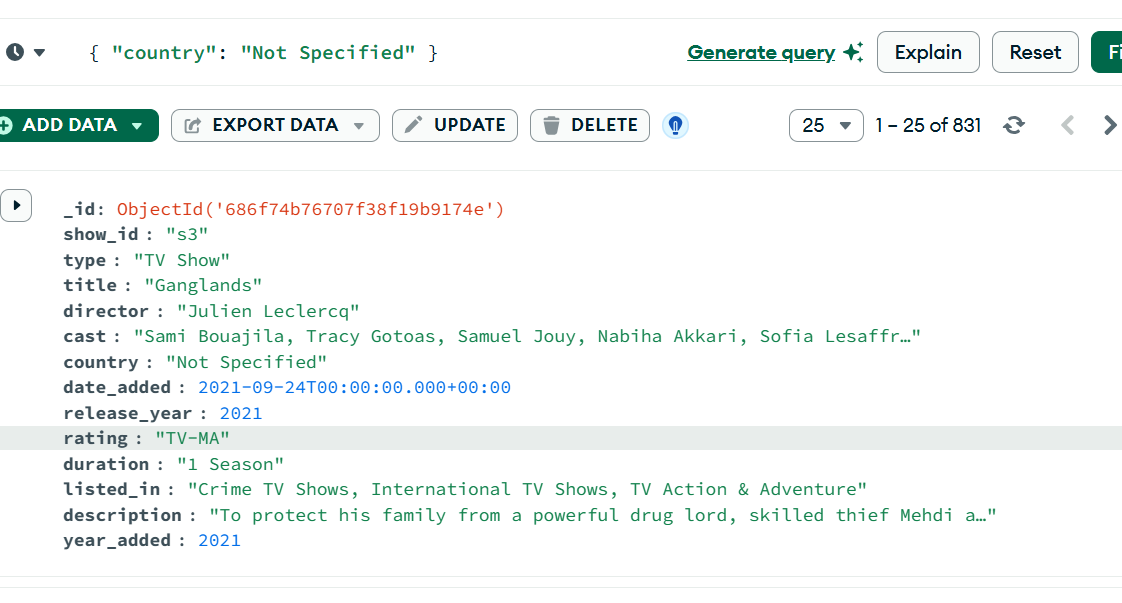 { "country": "Not Specified" } Generate query Explain Reset Fi
ADD DATA EXPORT DATA UPDATE DELETE 25 1 – 25 of 831
_id: ObjectId('686f74b76707f38f19b9174e')
show_id : "s3"
type : "TV Show"
title : "Ganglands"
director : "Julien Leclercq"
cast : "Sami Bouajila, Tracy Gotoas, Samuel Jouy, Nabiha Akkari, Sofia Lesaffr…"
country : "Not Specified"
date_added : 2021-09-24T00:00:00.000+00:00
release_year : 2021
rating : "TV-MA"
duration : "1 Season"
listed_in : "Crime TV Shows, International TV Shows, TV Action & Adventure"
description : "To protect his family from a powerful drug lord, skilled thief Mehdi a…"
year_added : 2021